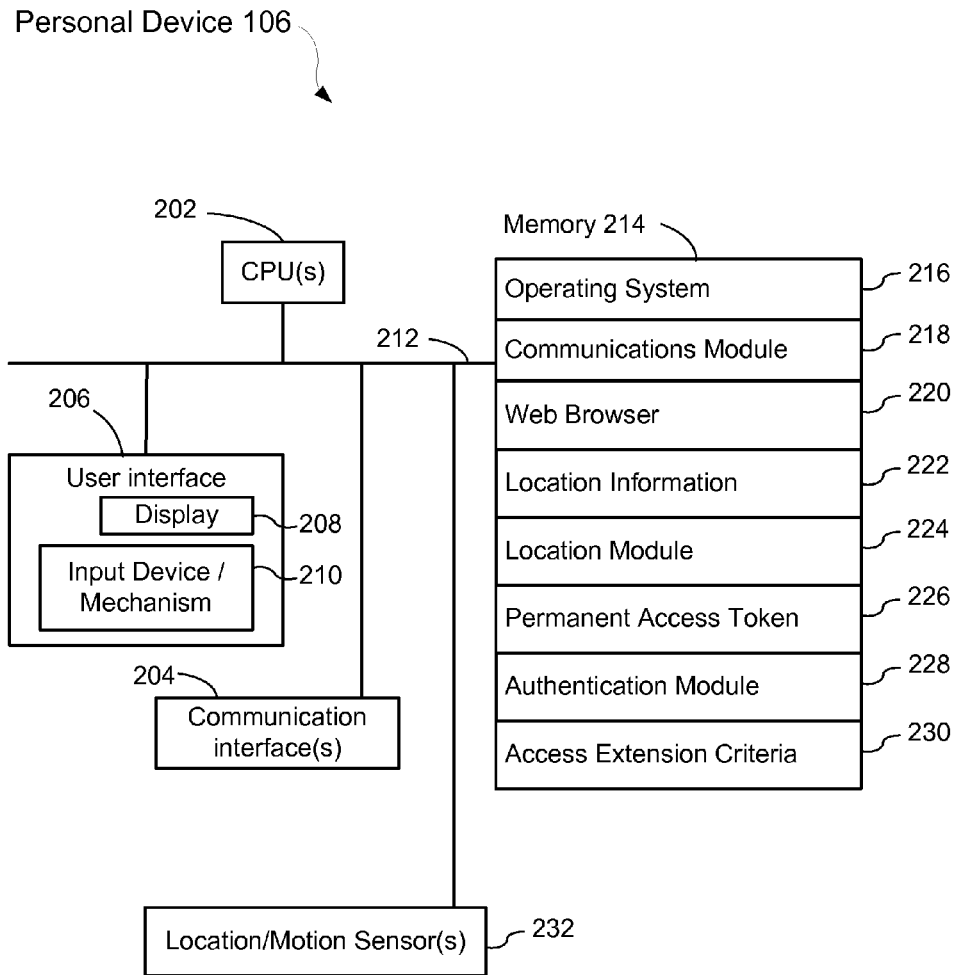 Personal Device 106
202
CPU(s)
Memory 214
Operating System
216
Communications Module
218
212
Web Browser
220
206
User interface
Display
208
Input Device /
Mechanism
210
Location Information
222
Location Module
224
Permanent Access Token
226
Authentication Module
228
204
Communication
interface(s)
Access Extension Criteria
230
Location/Motion Sensor(s)
232